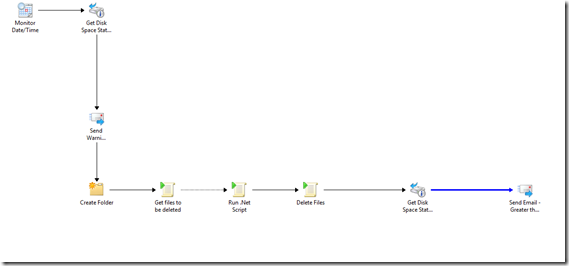 Monitor
Date/Time
Get Disk
Space Stat...
Send
Warni...
Create Folder
Get files to
be deleted
Run .Net
Script
Delete Files
Get Disk
Space Stat...
Send Email -
Greater th...